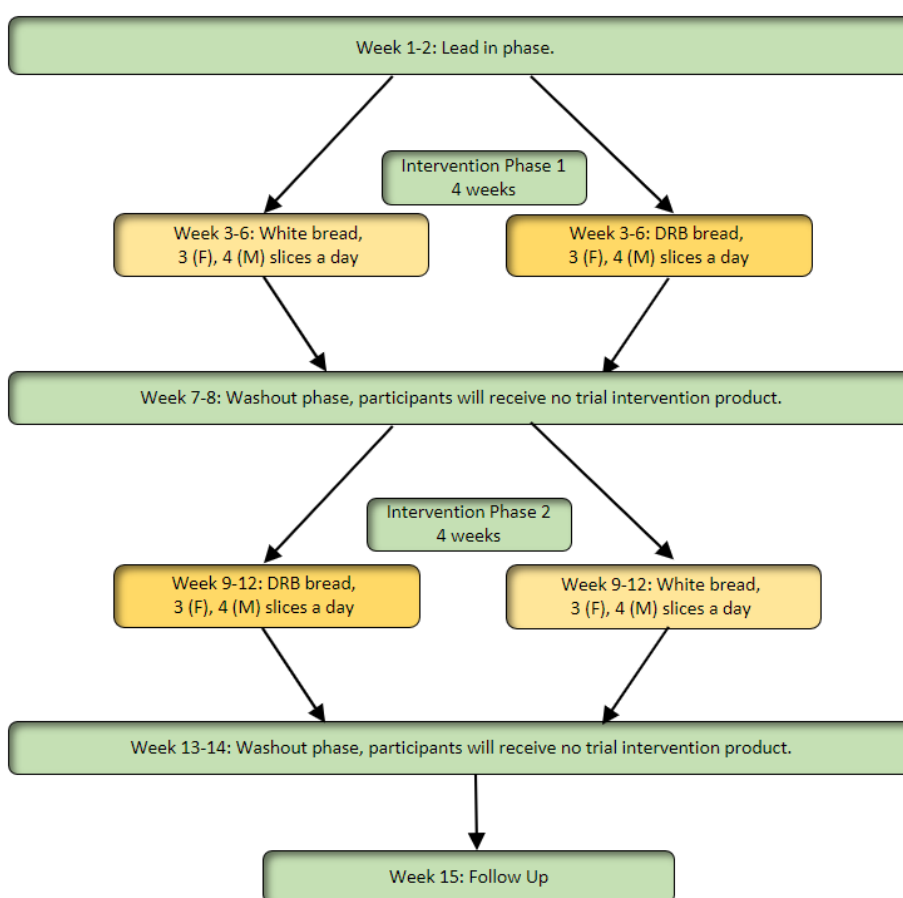 Week 1-2: Lead in phase.
Intervention Phase 1
4 weeks
Week 3-6: White bread,
3 (F), 4 (M) slices a day
Week 3-6: DRB bread,
3 (F), 4 (M) slices a day
Week 7-8: Washout phase, participants will receive no trial intervention product.
Intervention Phase 2
4 weeks
Week 9-12: DRB bread,
3 (F), 4 (M) slices a day
Week 9-12: White bread,
3 (F), 4 (M) slices a day
Week 13-14: Washout phase, participants will receive no trial intervention product.
Week 15: Follow Up